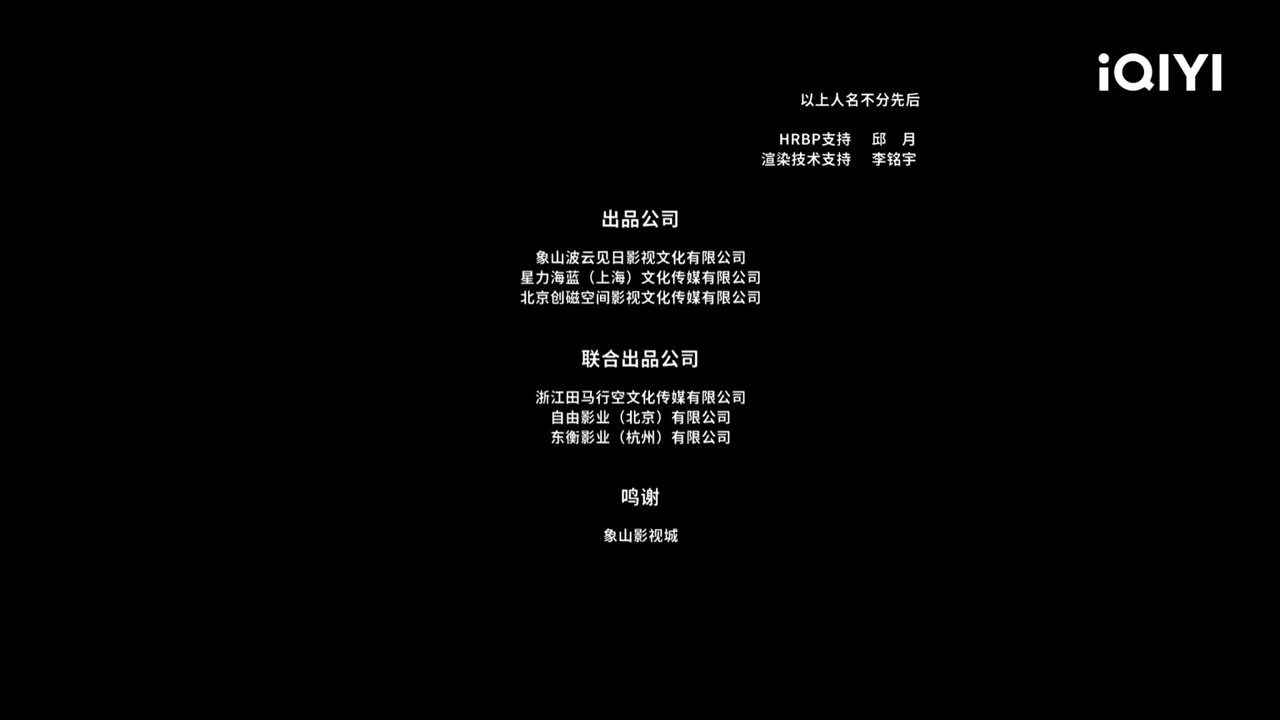 iQIYI
以上人名不分先后
HRBP支持 邱 月
渲染技术支持 李铭宇
出品公司
象山波云见日影视文化有限公司
星力海蓝（上海）文化传媒有限公司
北京创磁空间影视文化传媒有限公司
联合出品公司
浙江田马行空文化传媒有限公司
自由影业（北京）有限公司
东衡影业（杭州）有限公司
鸣谢
象山影视城